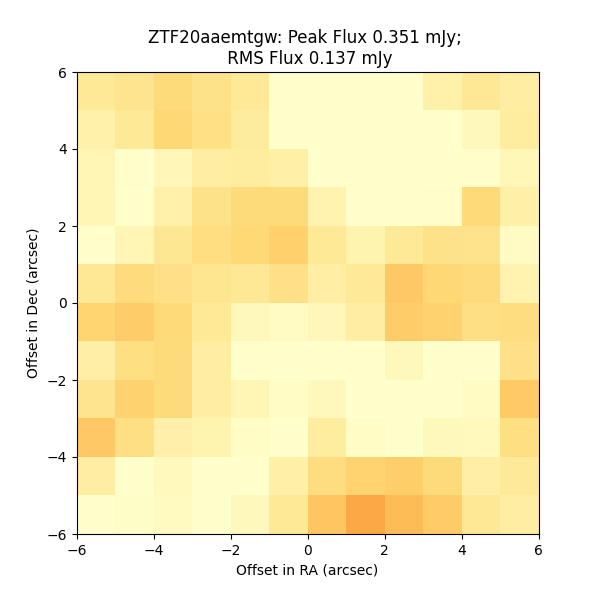 ZTF20aaemtgw: Peak Flux 0.351 mJy;
RMS Flux 0.137 mJy
6
4
2
0
−2
−4
−6
Offset in Dec (arcsec)
−6 −4 −2 0 2 4 6
Offset in RA (arcsec)